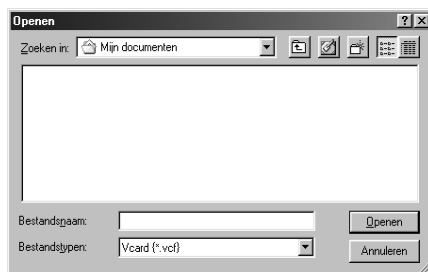 Openen
Zoeken in: Mijn documenten
Bestandsnaam: Openen
Bestandstypen: Vcard {*.vcf} Annuleren